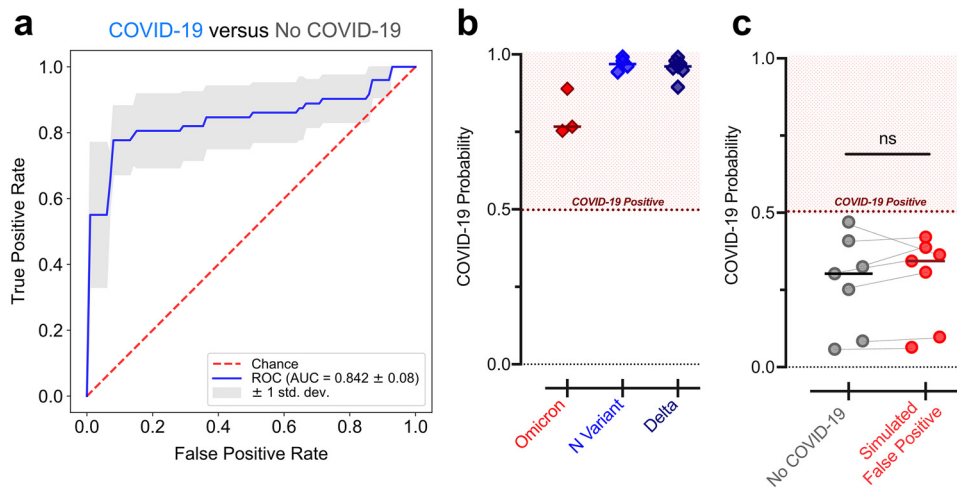 a
COVID-19 versus No COVID-19
True Positive Rate
1.0
0.8
0.6
0.4
0.2
0.0
0.0 0.2 0.4 0.6 0.8 1.0
False Positive Rate
Chance
ROC (AUC = 0.842 ± 0.08)
± 1 std. dev.
b
COVID-19 Probability
1.0
0.5
0.0
COVID-19 Positive
Omicron
N Variant
Delta
c
COVID-19 Probability
1.0
0.5
0.0
ns
COVID-19 Positive
No COVID-19
Simulated
False Positive